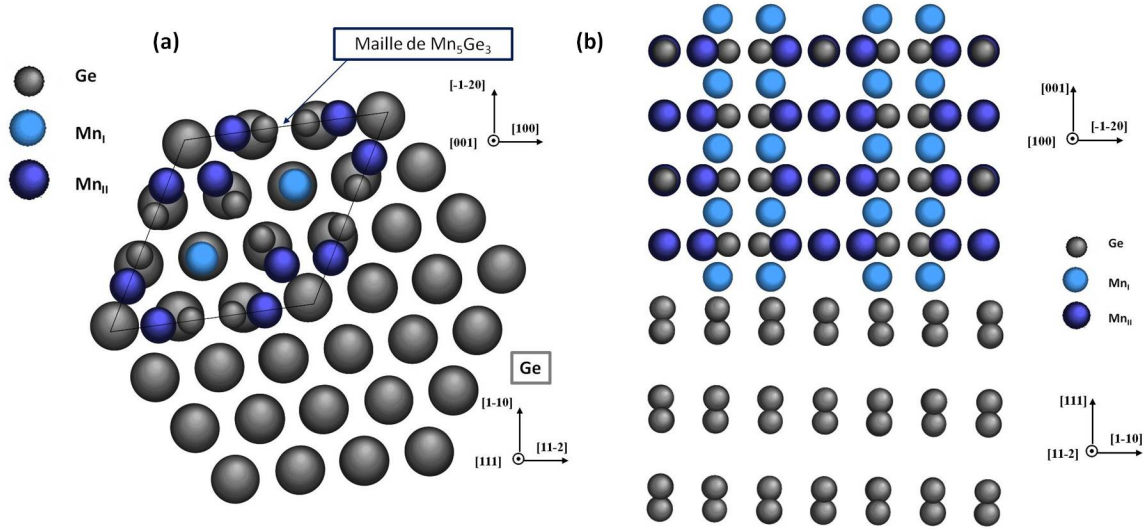 (a)
Maille de Mn5Ge3
Ge
MnI
MnII
[-1-20]
[001]
[100]
Ge
[1-10]
[111]
[11-2]
(b)
[001]
[-1-20]
[100]
Ge
MnI
MnII
[111]
[1-10]
[11-2]